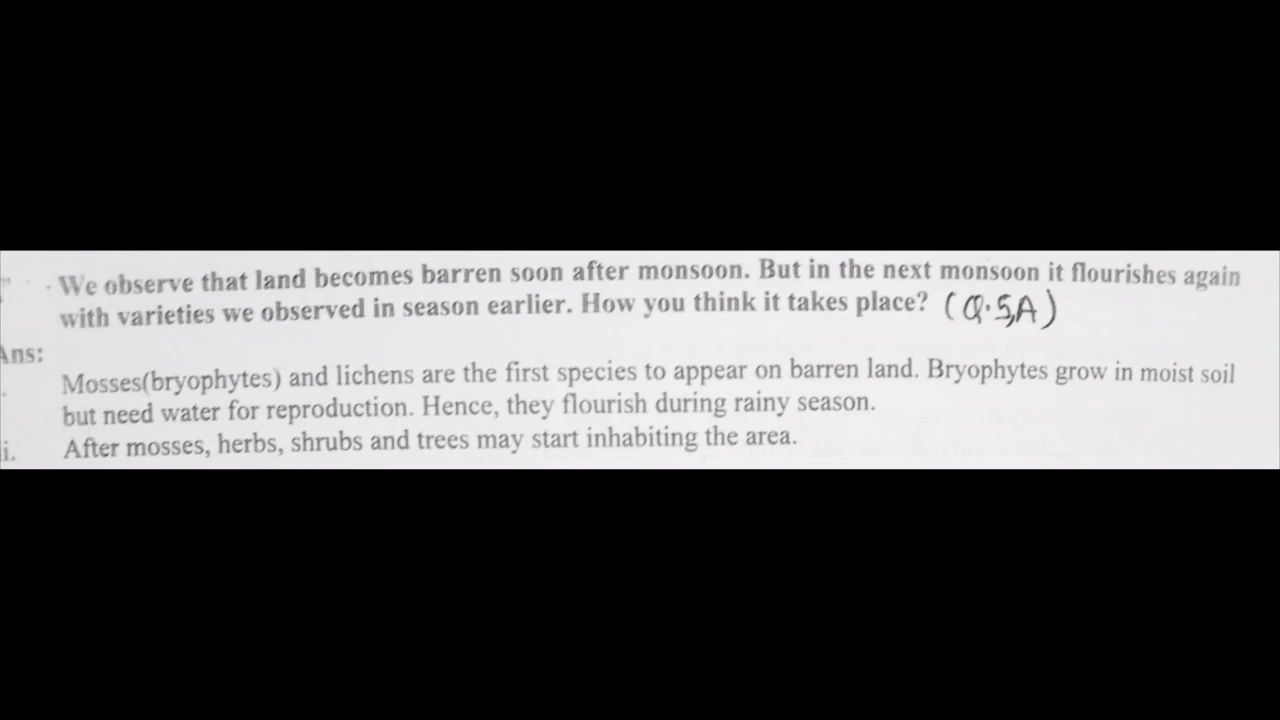 We observe that land becomes barren soon after monsoon. But in the next monsoon it flourishes again
with varieties we observed in season earlier. How you think it takes place? (Q.5,A)
Ans:
Mosses(bryophytes) and lichens are the first species to appear on barren land. Bryophytes grow in moist soil
but need water for reproduction. Hence, they flourish during rainy season.
i. After mosses, herbs, shrubs and trees may start inhabiting the area.